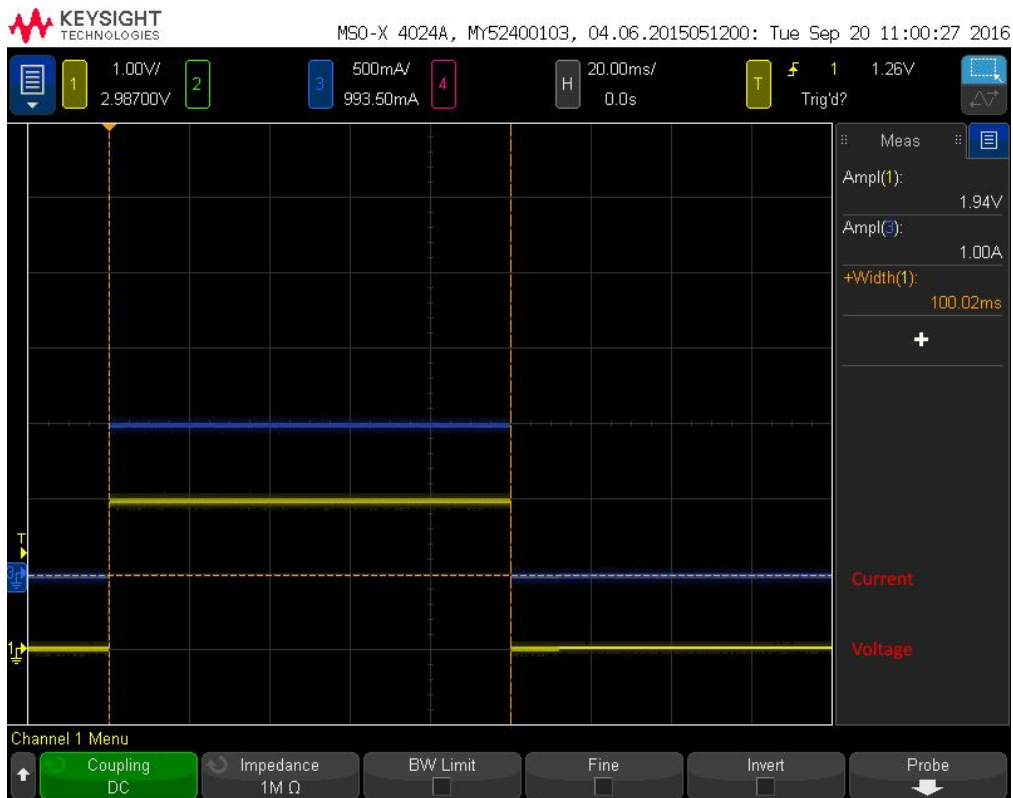 KEYSIGHT
TECHNOLOGIES
MSO-X 4024A, MY52400103, 04.06.2015051200: Tue Sep 20 11:00:27 2016
1 1.00V/ 2 3 500mA/ 4 H 20.00ms/ T 1 1.26V
2.98700V 993.50mA 0.0s Trig'd?
Meas
Ampl(1):
1.94V
Ampl(3):
1.00A
+Width(1):
100.02ms
+
T
3
Current
1
Voltage
Channel 1 Menu
Coupling Impedance BW Limit Fine Invert Probe
DC 1M Ω